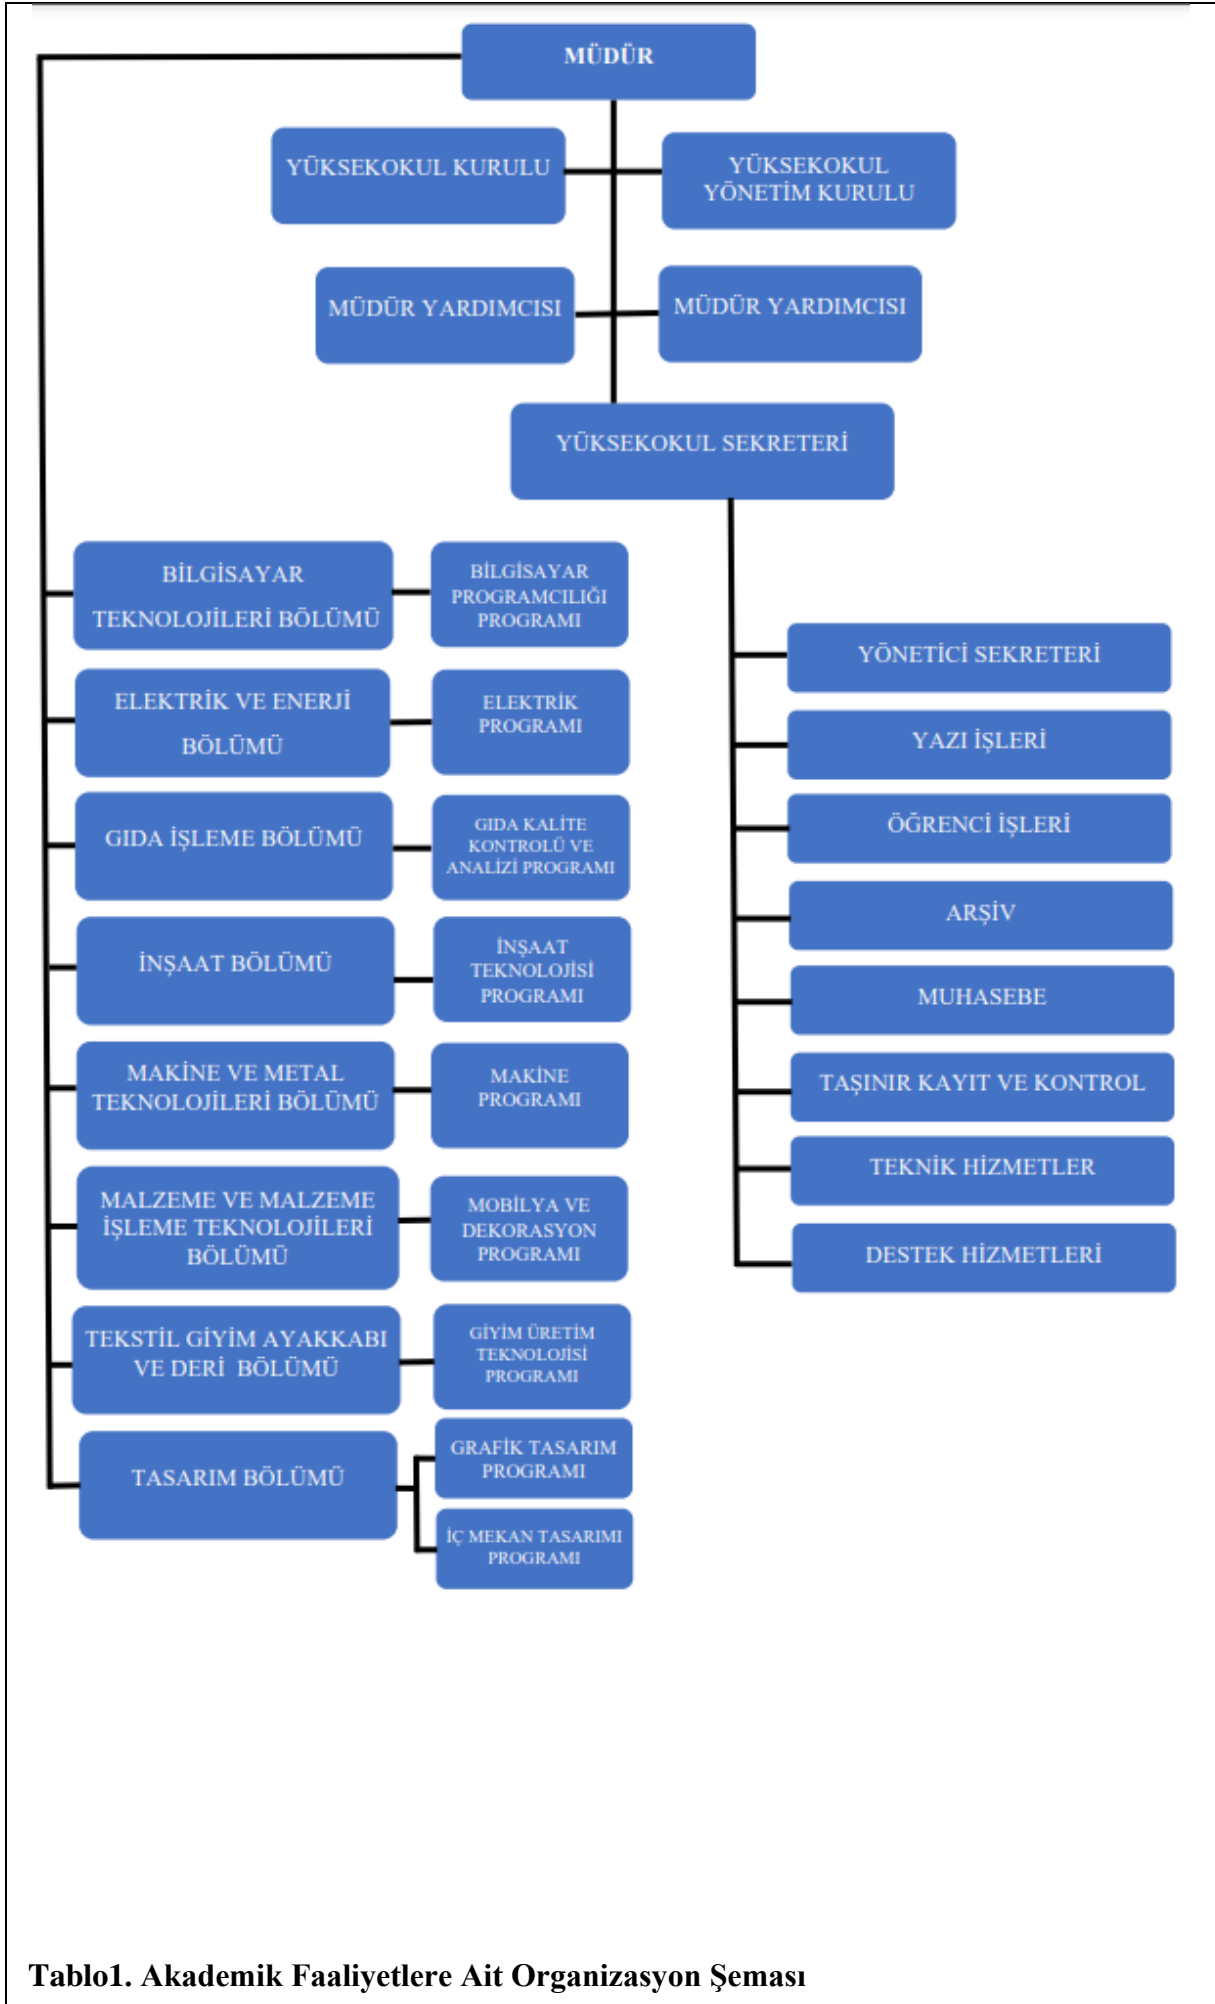 MÜDÜR
YÜKSEKOKUL KURULU
YÜKSEKOKUL
YÖNETİM KURULU
MÜDÜR YARDIMCISI
MÜDÜR YARDIMCISI
YÜKSEKOKUL SEKRETERİ
BİLGİSAYAR
TEKNOLOJİLERİ BÖLÜMÜ
BİLGİSAYAR
PROGRAMCILIĞI
PROGRAMI
ELEKTRİK VE ENERJİ
BÖLÜMÜ
ELEKTRİK
PROGRAMI
GIDA İŞLEME BÖLÜMÜ
GIDA KALİTE
KONTROLÜ VE
ANALİZİ PROGRAMI
İNŞAAT BÖLÜMÜ
İNŞAAT
TEKNOLOJİSİ
PROGRAMI
MAKİNE VE METAL
TEKNOLOJİLERİ BÖLÜMÜ
MAKİNE
PROGRAMI
MALZEME VE MALZEME
İŞLEME TEKNOLOJİLERİ
BÖLÜMÜ
MOBİLYA VE
DEKORASYON
PROGRAMI
TEKSTİL GİYİM AYAKKABI
VE DERİ BÖLÜMÜ
GİYİM ÜRETİM
TEKNOLOJİSİ
PROGRAMI
TASARIM BÖLÜMÜ
GRAFİK TASARIM
PROGRAMI
İÇ MEKAN TASARIMI
PROGRAMI
YÖNETİCİ SEKRETERİ
YAZI İŞLERİ
ÖĞRENCİ İŞLERİ
ARŞİV
MUHASEBE
TAŞINIR KAYIT VE KONTROL
TEKNİK HİZMETLER
DESTEK HİZMETLERİ
Tablo1. Akademik Faaliyetlere Ait Organizasyon Şeması